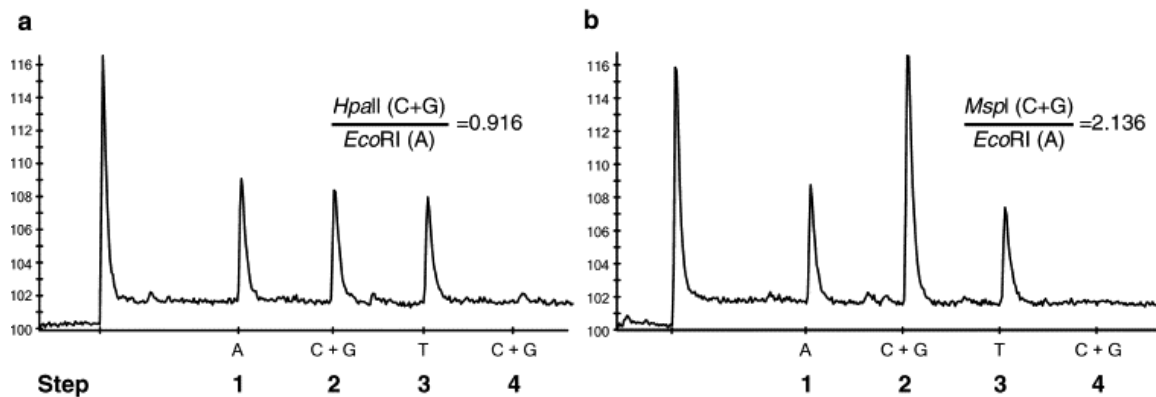 a
116
114
112
110
108
106
104
102
100
HpaII (C+G)
EcoRI (A)
=0.916
A C + G T C + G
Step 1 2 3 4
b
116
114
112
110
108
106
104
102
100
MspI (C+G)
EcoRI (A)
=2.136
A C + G T C + G
1 2 3 4